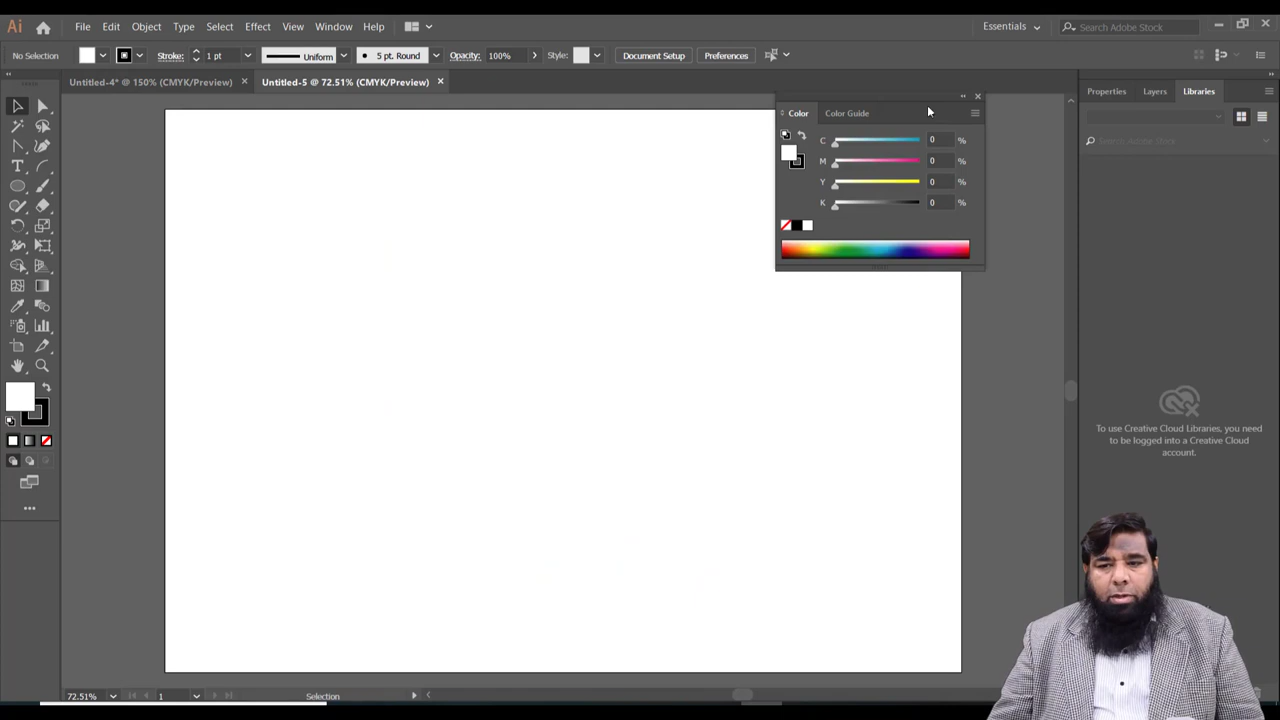 Ai File Edit Object Type Select Effect View Window Help Essentials Search Adobe Stock
No Selection Stroke: 1 pt Uniform 5 pt. Round Opacity: 100% Style: Document Setup Preferences
Untitled-4* @ 150% (CMYK/Preview) Untitled-5 @ 72.51% (CMYK/Preview)
Properties Layers Libraries
Color Color Guide
Search Adobe Stock
C 0 %
M 0 %
Y 0 %
K 0 %
To use Creative Cloud Libraries, you need
to be logged into a Creative Cloud
account.
72.51% 1 Selection